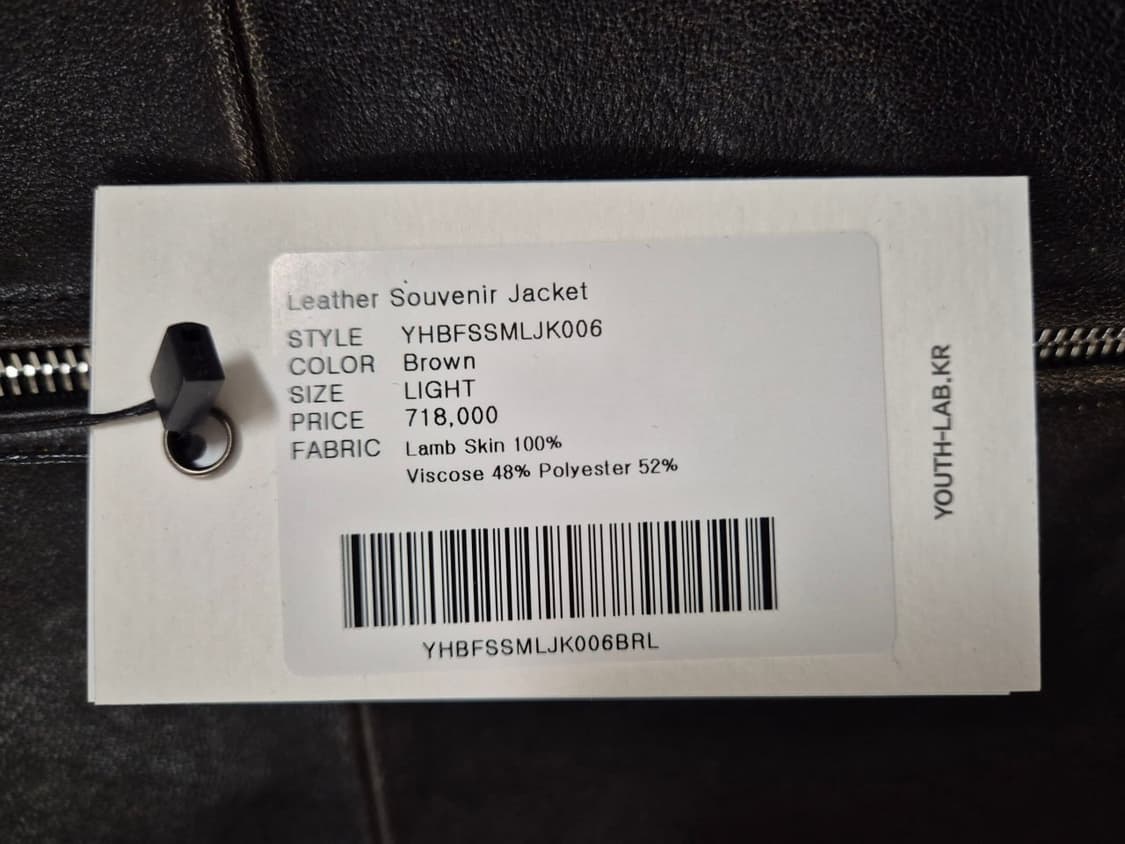 Leather Souvenir Jacket
STYLE YHBFSSMLJK006
COLOR Brown
SIZE LIGHT
PRICE 718,000
FABRIC Lamb Skin 100%
Viscose 48% Polyester 52%
YHBFSSMLJK006BRL
YOUTH-LAB.KR